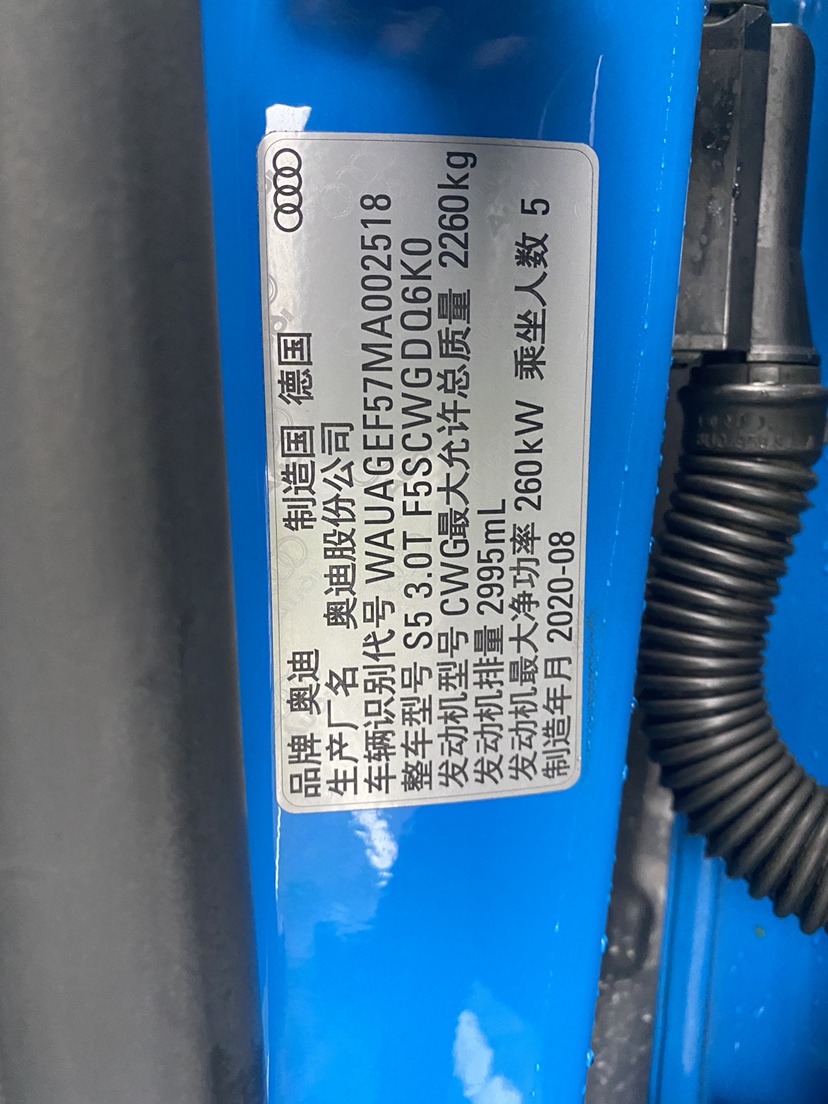 品牌 奥迪 制造国 德国
生产厂名 奥迪股份公司
车辆识别代号 WAUAGEF57MA002518
整车型号 S5 3.0T F5SCWGDQ6K0
发动机型号 CWG最大允许总质量 2260kg
发动机排量 2995mL
发动机最大净功率 260kW 乘坐人数 5
制造年月 2020-08